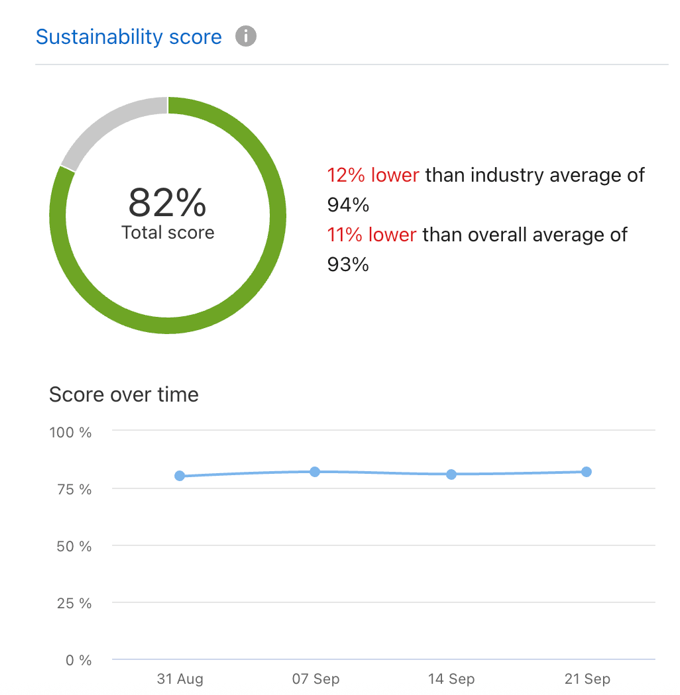 Sustainability score i
82%
Total score
12% lower than industry average of
94%
11% lower than overall average of
93%
Score over time
100 %
75 %
50 %
25 %
0 %
31 Aug 07 Sep 14 Sep 21 Sep